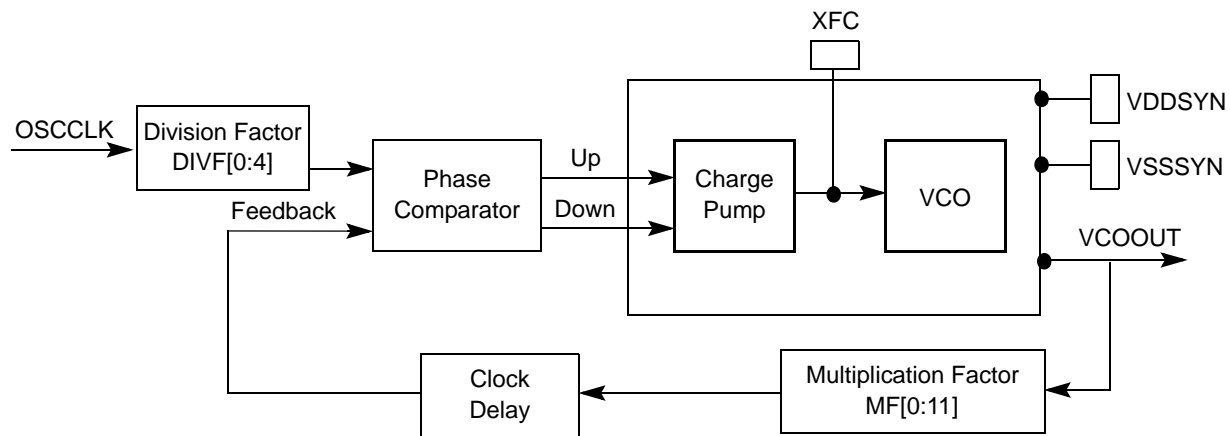 XFC
VDDSYN
OSCCLK
Division Factor
DIVF[0:4]
VSSSYN
Up
Phase
Comparator
Charge
Pump
VCO
Feedback
Down
VCOOUT
Clock
Delay
Multiplication Factor
MF[0:11]